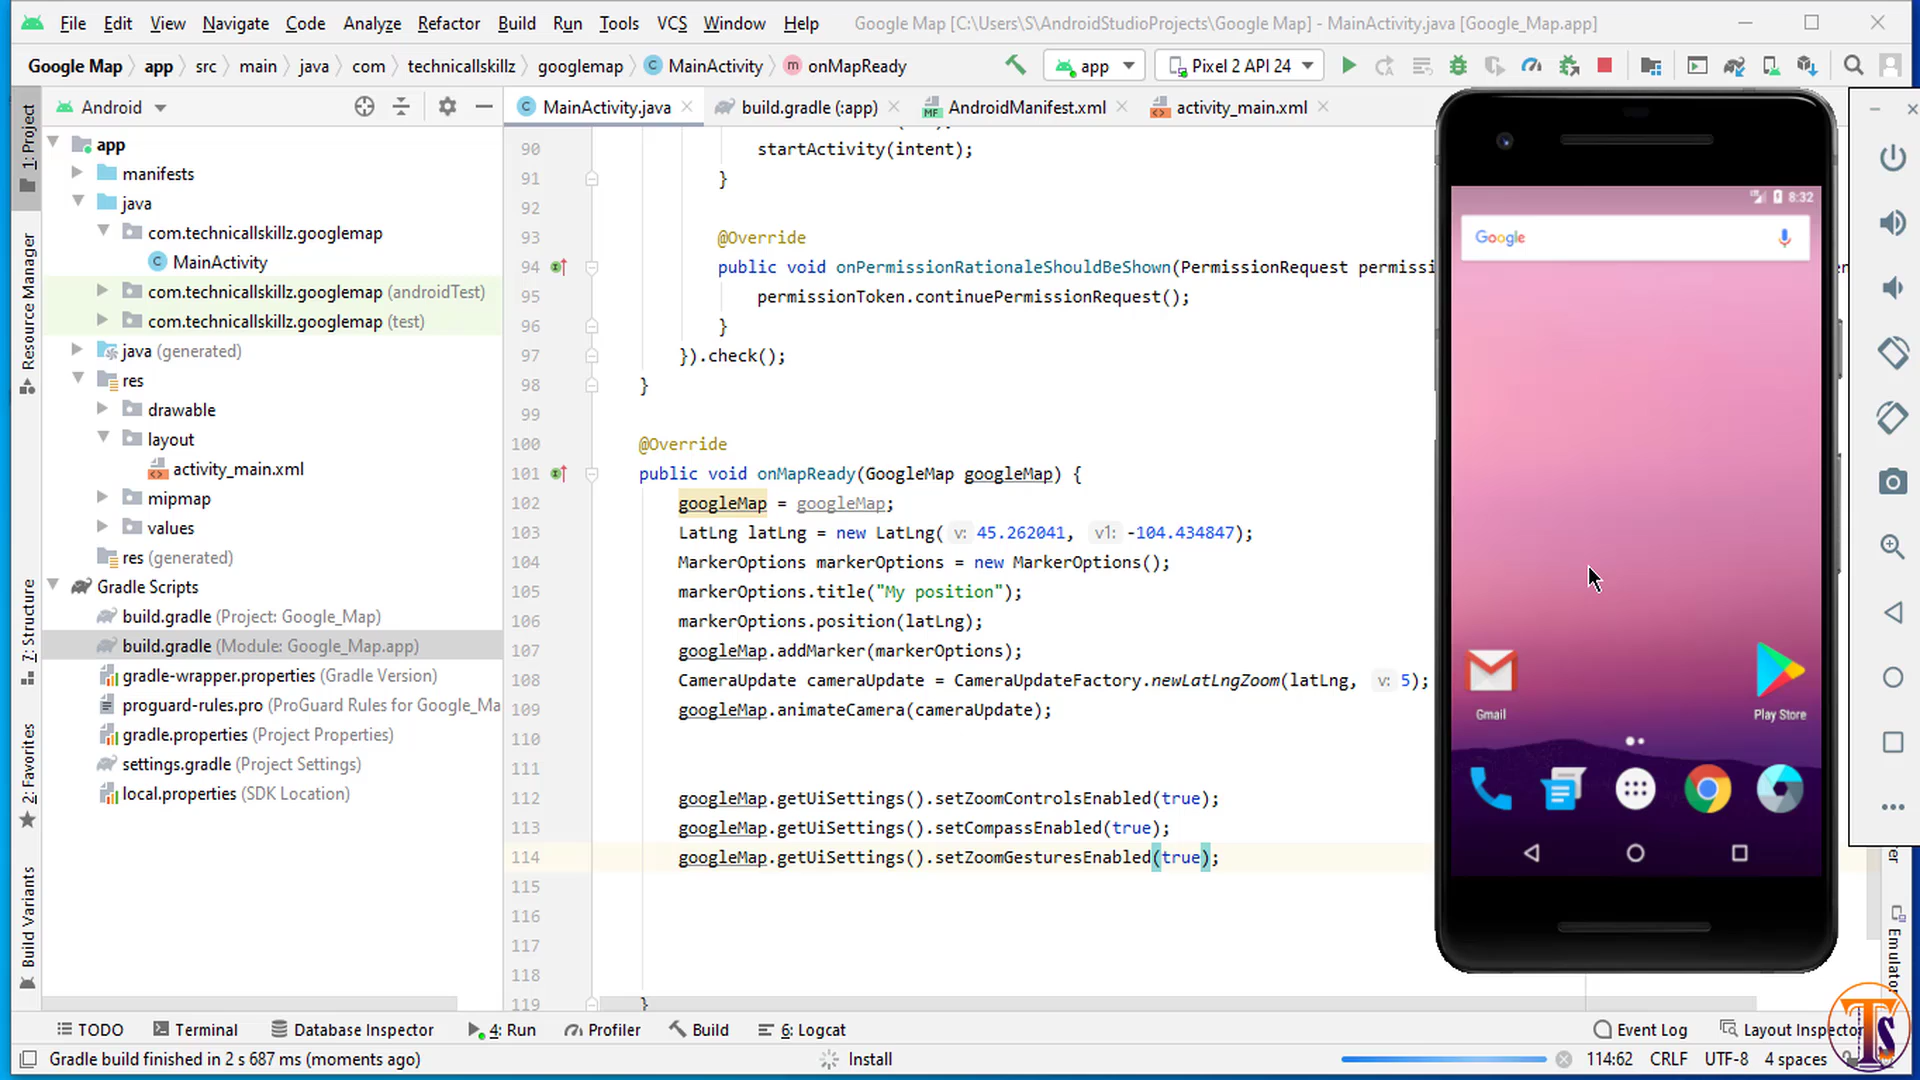 File Edit View Navigate Code Analyze Refactor Build Run Tools VCS Window Help Google Map [C:\Users\S\AndroidStudioProjects\Google Map] - MainActivity.java [Google_Map.app]
Google Map app src main java com technicallskillz googlemap MainActivity onMapReady app Pixel 2 API 24
Android MainActivity.java build.gradle (:app) AndroidManifest.xml activity_main.xml
1: Project
Resource Manager
7: Structure
2: Favorites
Build Variants
app
manifests
java
com.technicallskillz.googlemap
MainActivity
com.technicallskillz.googlemap (androidTest)
com.technicallskillz.googlemap (test)
java (generated)
res
drawable
layout
activity_main.xml
mipmap
values
res (generated)
Gradle Scripts
build.gradle (Project: Google_Map)
build.gradle (Module: Google_Map.app)
gradle-wrapper.properties (Gradle Version)
proguard-rules.pro (ProGuard Rules for Google_Ma
gradle.properties (Project Properties)
settings.gradle (Project Settings)
local.properties (SDK Location)
90 startActivity(intent);
91 }
92
93 @Override
94 public void onPermissionRationaleShouldBeShown(PermissionRequest permissi
95 permissionToken.continuePermissionRequest();
96 }
97 }).check();
98 }
99
100 @Override
101 public void onMapReady(GoogleMap googleMap) {
102 googleMap = googleMap;
103 LatLng latLng = new LatLng( v: 45.262041, v1: -104.434847);
104 MarkerOptions markerOptions = new MarkerOptions();
105 markerOptions.title("My position");
106 markerOptions.position(latLng);
107 googleMap.addMarker(markerOptions);
108 CameraUpdate cameraUpdate = CameraUpdateFactory.newLatLngZoom(latLng, v: 5);
109 googleMap.animateCamera(cameraUpdate);
110
111
112 googleMap.getUiSettings().setZoomControlsEnabled(true);
113 googleMap.getUiSettings().setCompassEnabled(true);
114 googleMap.getUiSettings().setZoomGesturesEnabled(true);
115
116
117
118
119 }
8:32
Google
Gmail
Play Store
Emulator
TODO Terminal Database Inspector 4: Run Profiler Build 6: Logcat Event Log Layout Inspector
Gradle build finished in 2 s 687 ms (moments ago) Install 114:62 CRLF UTF-8 4 spaces
TS